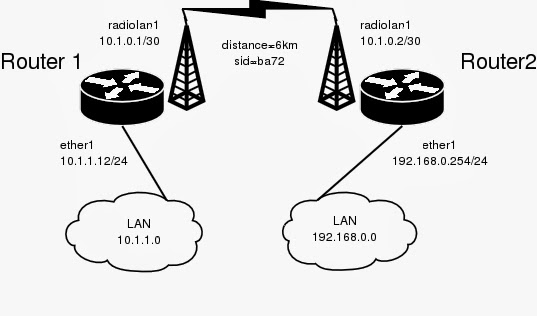 radiolan1
10.1.0.1/30
radiolan1
10.1.0.2/30
distance=6km
sid=ba72
Router 1
Router2
ether1
10.1.1.12/24
ether1
192.168.0.254/24
LAN
10.1.1.0
LAN
192.168.0.0